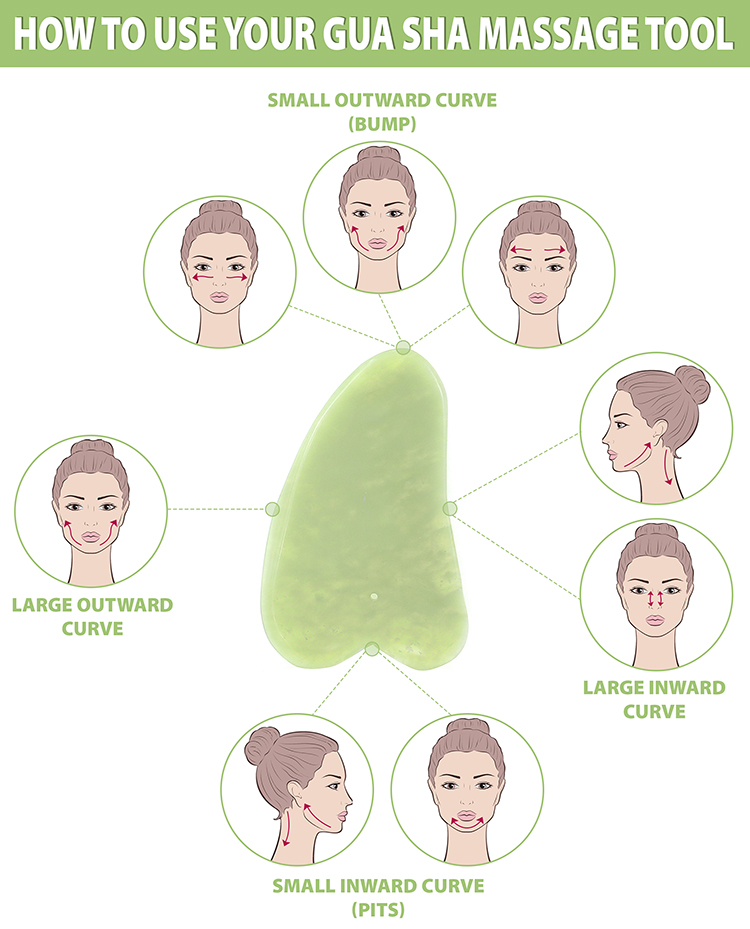 HOW TO USE YOUR GUA SHA MASSAGE TOOL
SMALL OUTWARD CURVE
(BUMP)
LARGE OUTWARD
CURVE
LARGE INWARD
CURVE
SMALL INWARD CURVE
(PITS)